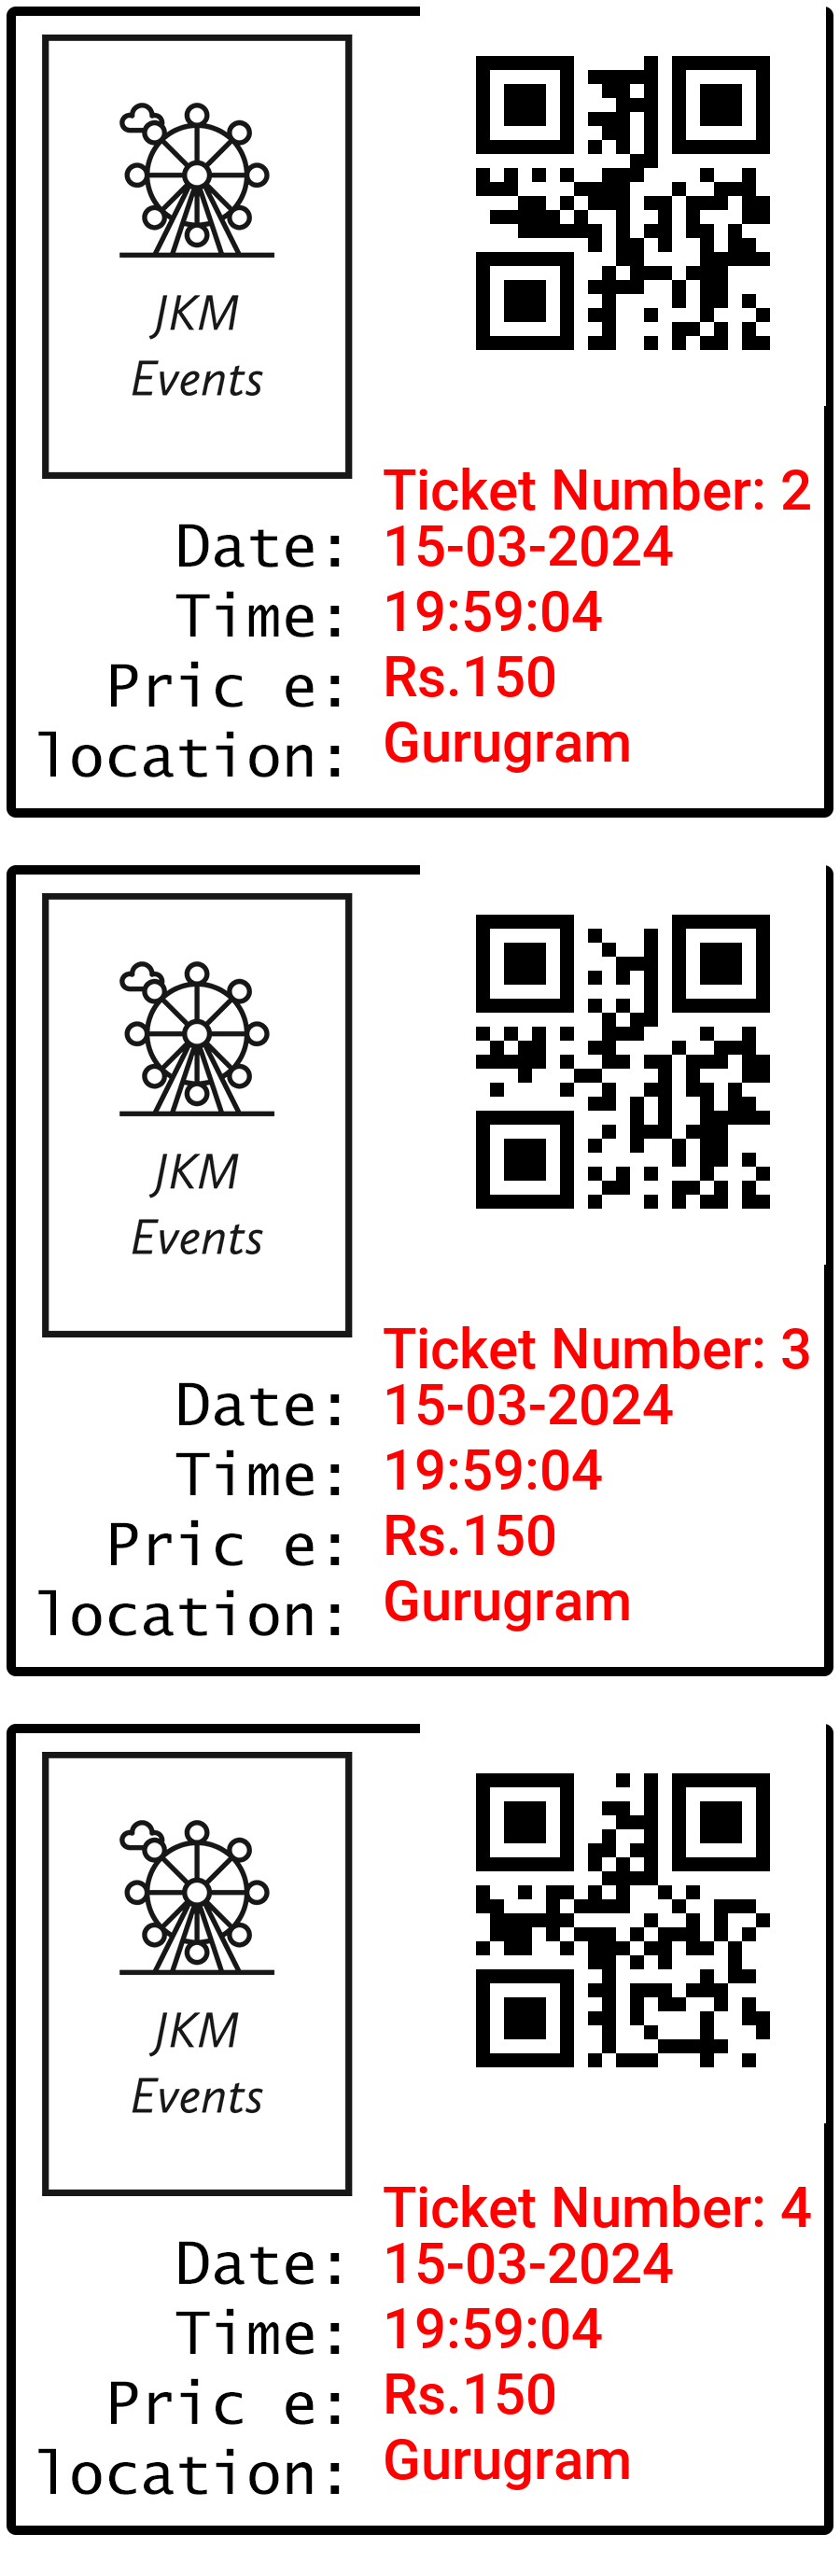 JKM
Events
Ticket Number: 2
Date: 15-03-2024
Time: 19:59:04
Pric e: Rs.150
location: Gurugram
JKM
Events
Ticket Number: 3
Date: 15-03-2024
Time: 19:59:04
Pric e: Rs.150
location: Gurugram
JKM
Events
Ticket Number: 4
Date: 15-03-2024
Time: 19:59:04
Pric e: Rs.150
location: Gurugram